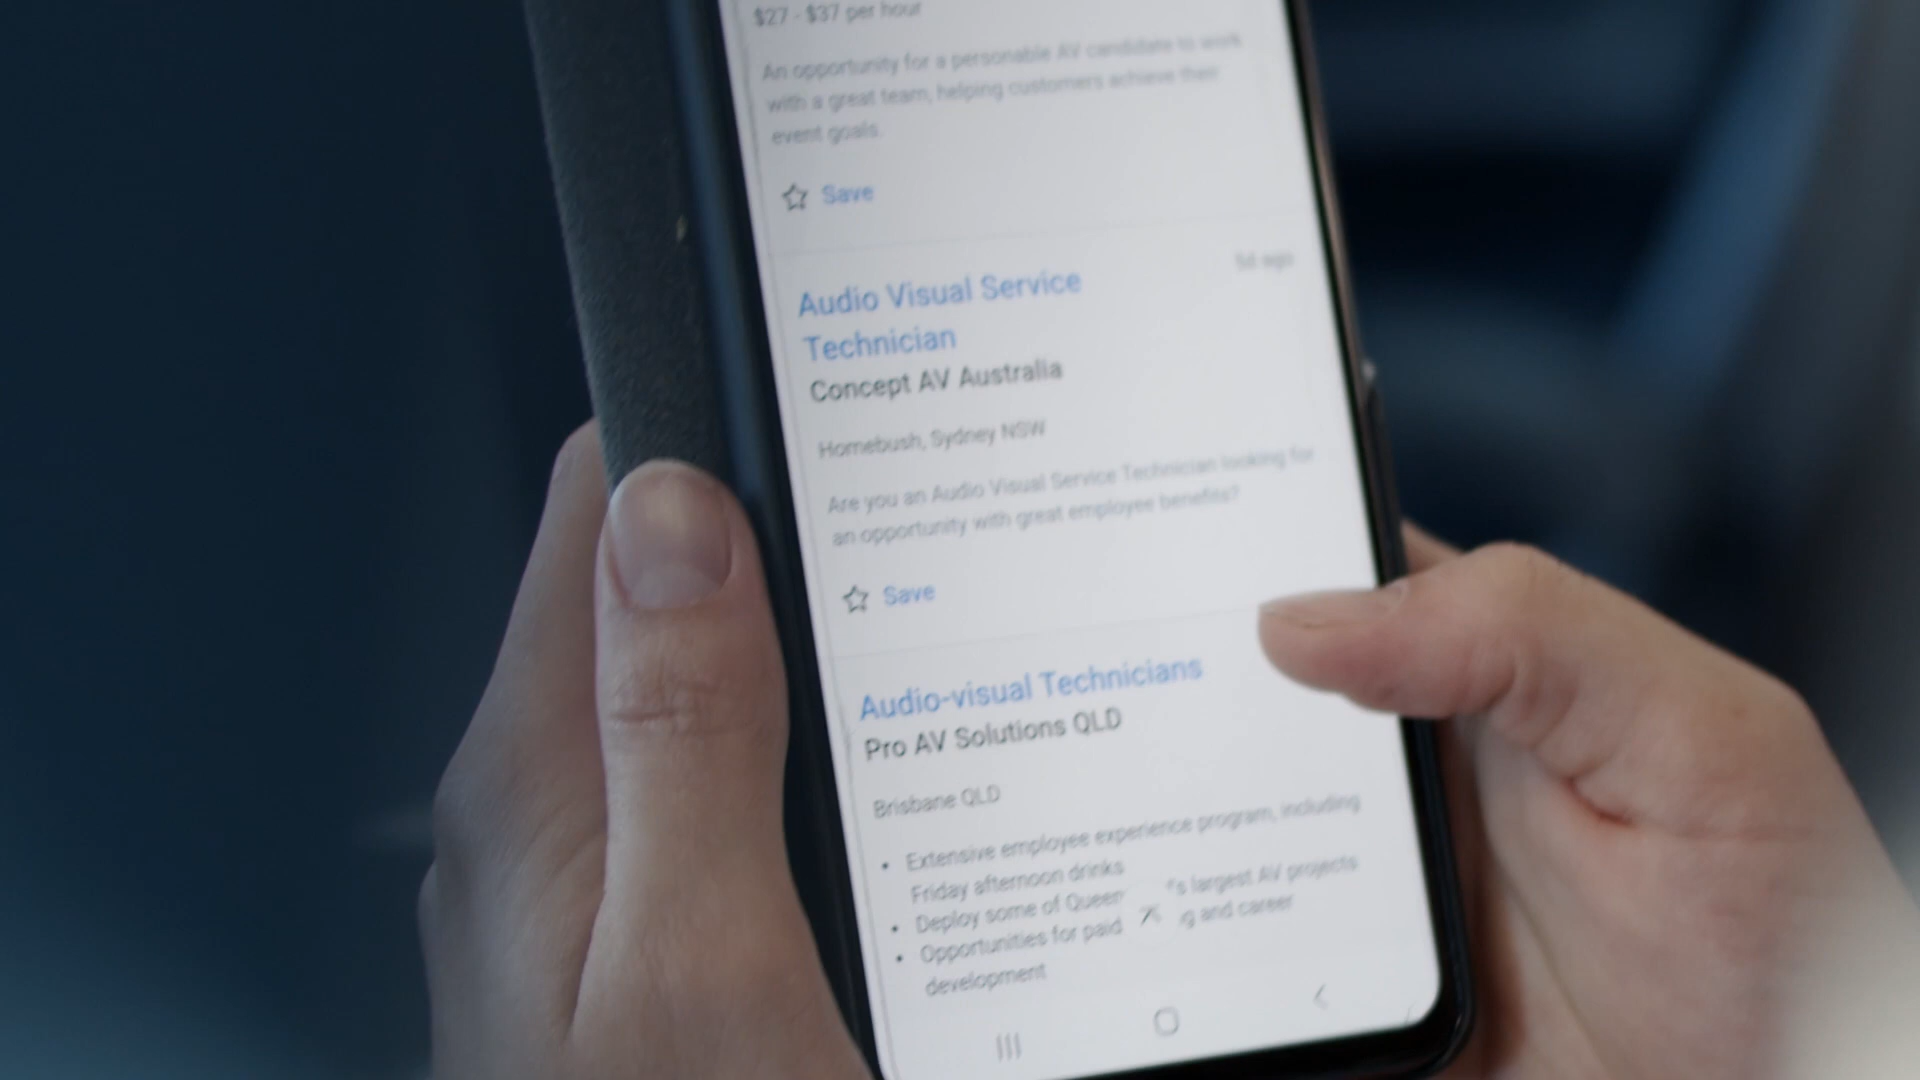 $27 - $37 per hour
An opportunity for a personable AV candidate to work
with a great team, helping customers achieve their
event goals.
Save
Audio Visual Service
5d ago
Technician
Concept AV Australia
Homebush, Sydney NSW
Are you an Audio Visual Service Technician looking for
an opportunity with great employee benefits?
Save
Audio-visual Technicians
Pro AV Solutions QLD
Brisbane QLD
• Extensive employee experience program, including
Friday afternoon drinks
• Deploy some of Queen 's largest AV projects
• Opportunities for paid g and career
development